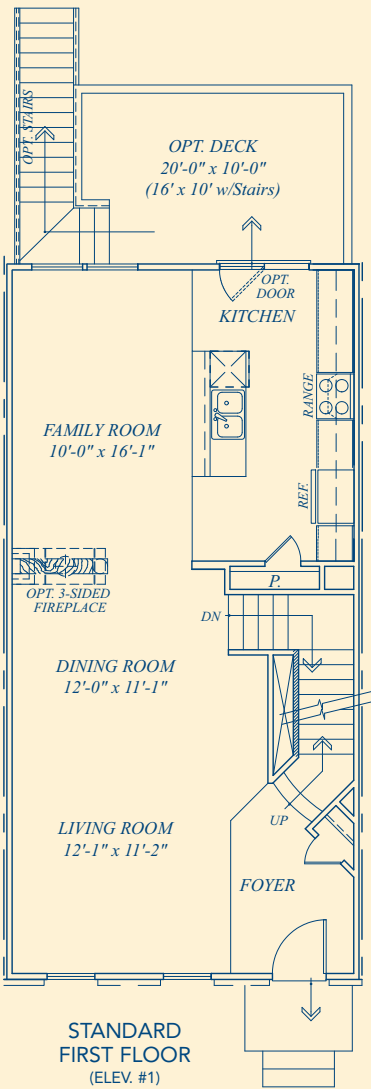 OPT. STAIRS
OPT. DECK
20'-0" x 10'-0"
(16' x 10' w/Stairs)
OPT.
DOOR
KITCHEN
RANGE
FAMILY ROOM
10'-0" x 16'-1"
REF.
OPT. 3-SIDED
FIREPLACE
P.
DN
DINING ROOM
12'-0" x 11'-1"
LIVING ROOM
12'-1" x 11'-2"
UP
FOYER
STANDARD
FIRST FLOOR
(ELEV. #1)